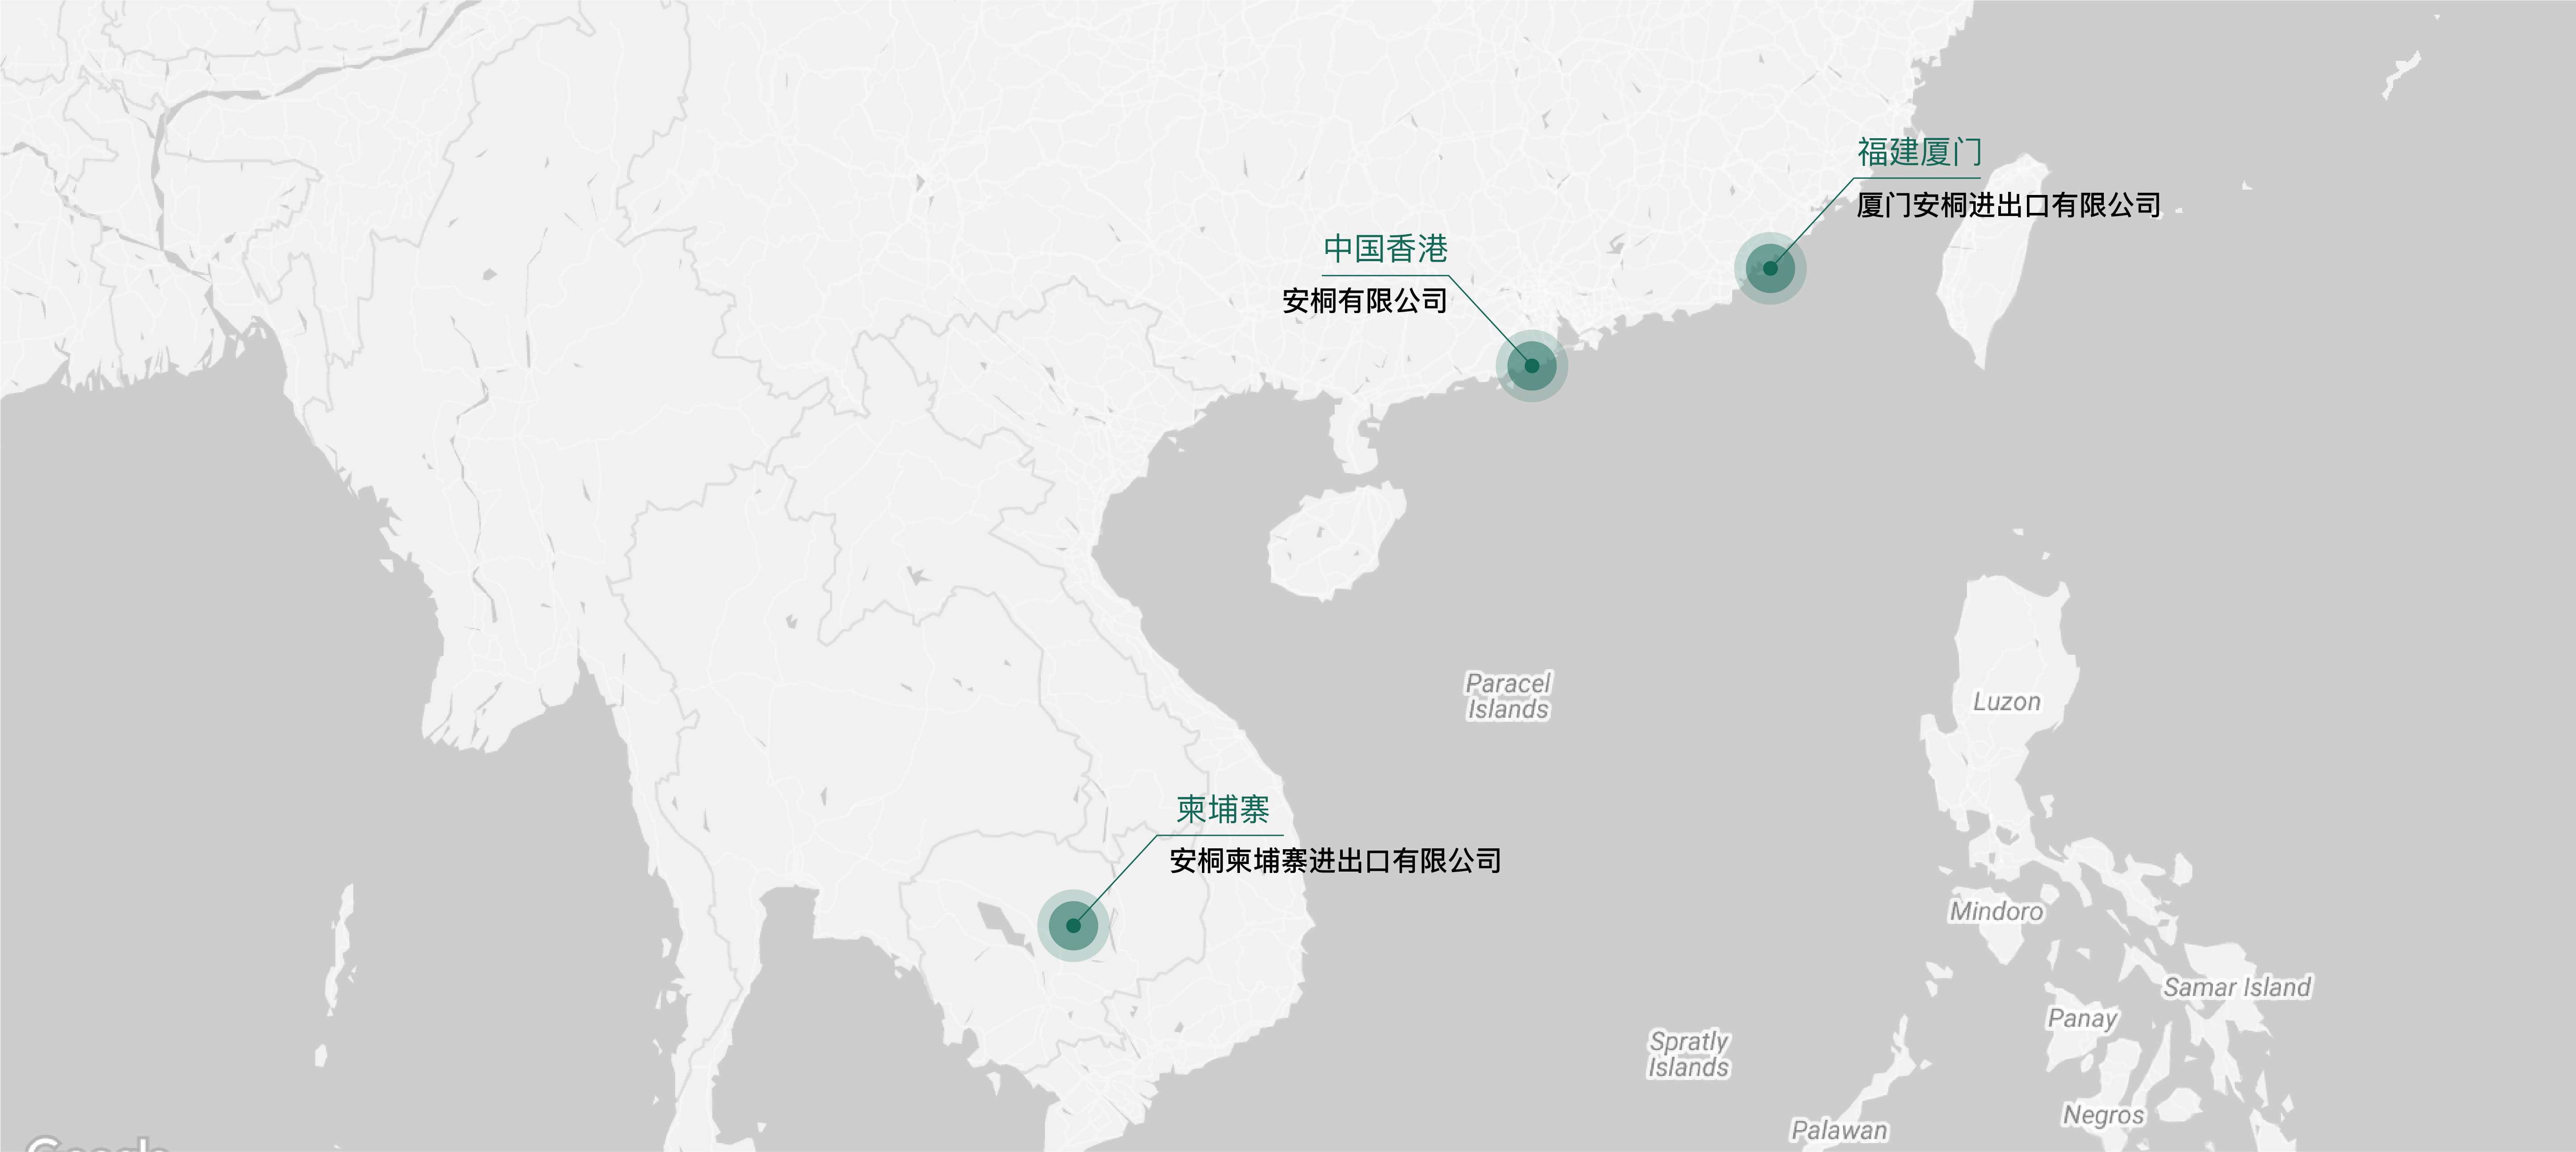 福建厦门
厦门安桐进出口有限公司
中国香港
安桐有限公司
Paracel
Islands
Luzon
柬埔寨
安桐柬埔寨进出口有限公司
Mindoro
Samar Island
Panay
Spratly
Islands
Negros
Palawan
Google